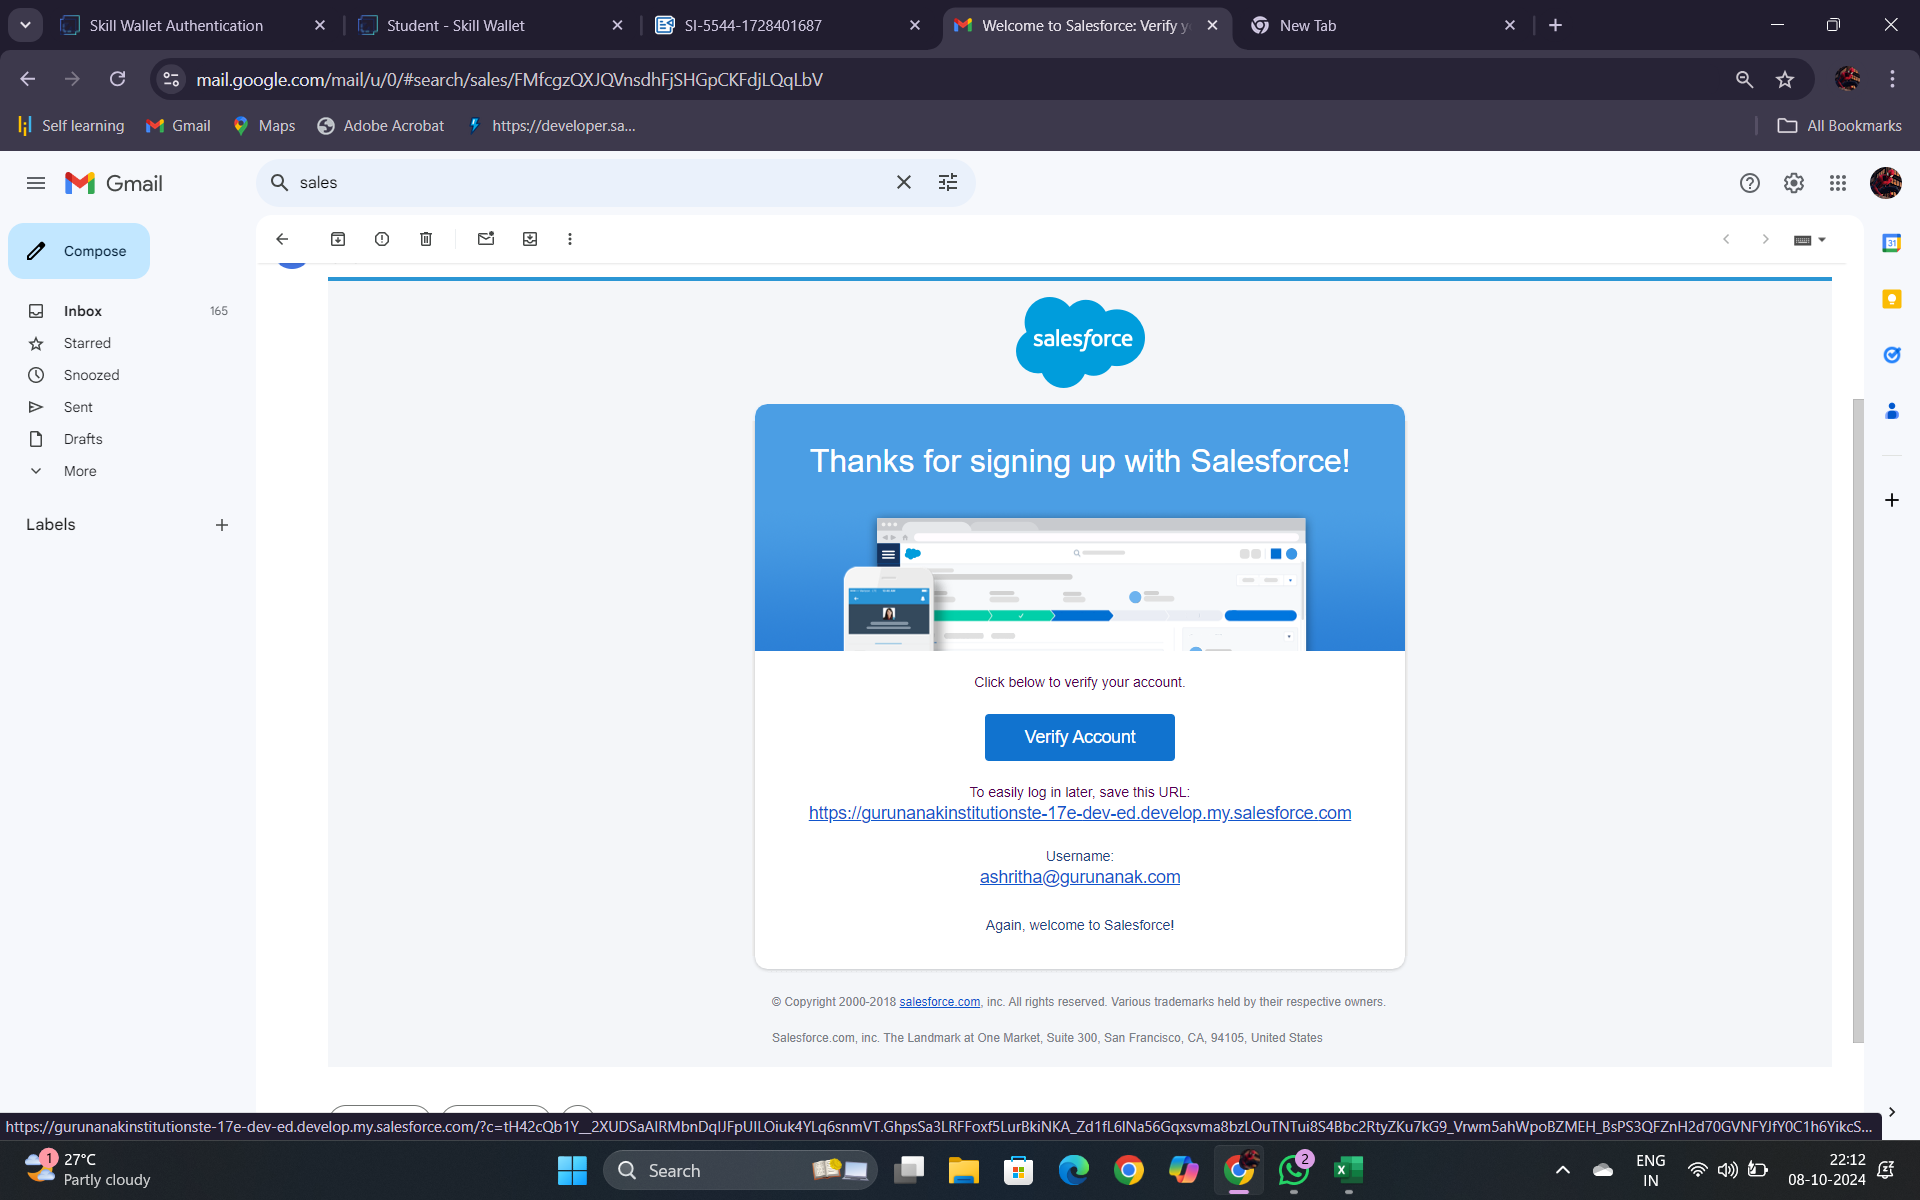 Skill Wallet Authentication
Student - Skill Wallet
SI-5544-1728401687
Welcome to Salesforce: Verify y
New Tab
mail.google.com/mail/u/0/#search/sales/FMfcgzQXJQVnsdhFjSHGpCKFdjLQqLbV
Self learning
Gmail
Maps
Adobe Acrobat
https://developer.sa...
All Bookmarks
Gmail
sales
Compose
Inbox 165
Starred
Snoozed
Sent
Drafts
More
Labels
31
salesforce
Thanks for signing up with Salesforce!
Click below to verify your account.
Verify Account
To easily log in later, save this URL:
https://gurunanakinstitutionste-17e-dev-ed.develop.my.salesforce.com
Username:
ashritha@gurunanak.com
Again, welcome to Salesforce!
© Copyright 2000-2018 salesforce.com, inc. All rights reserved. Various trademarks held by their respective owners.
Salesforce.com, inc. The Landmark at One Market, Suite 300, San Francisco, CA, 94105, United States
https://gurunanakinstitutionste-17e-dev-ed.develop.my.salesforce.com/?c=tH42cQb1Y__2XUDSaAIRMbnDqIJFpUILOiuk4YLq6snmVT.GhpsSa3LRFFoxf5LurBkiNKA_Zd1fL6INa56Gqxsvma8bzLOuTNTui8S4Bbc2RtyZKu7kG9_Vrwm5ahWpoBZMEH_BsPS3QFZnH2d70GVNFYJfY0C1h6YikcS...
1
27°C
Partly cloudy
Search
2
ENG
IN
22:12
08-10-2024